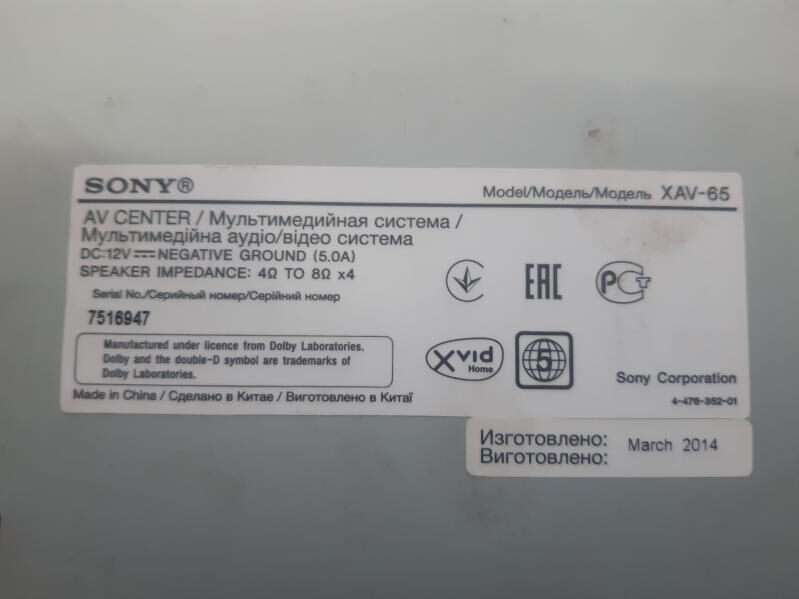 SONY®
Model/Модель/Модель XAV-65
AV CENTER / Мультимедийная система /
Мультимедійна аудіо/відео система
DC:12V⎓NEGATIVE GROUND (5.0A)
SPEAKER IMPEDANCE: 4Ω TO 8Ω x4
Serial No./Серийный номер/Серійний номер
7516947
EAC
РСТ
Manufactured under licence from Dolby Laboratories.
Dolby and the double-D symbol are trademarks of
Dolby Laboratories.
Xvid
Home
5
Sony Corporation
4-476-352-01
Made in China / Сделано в Китае / Виготовлено в Китаї
Изготовлено:
Виготовлено:
March 2014